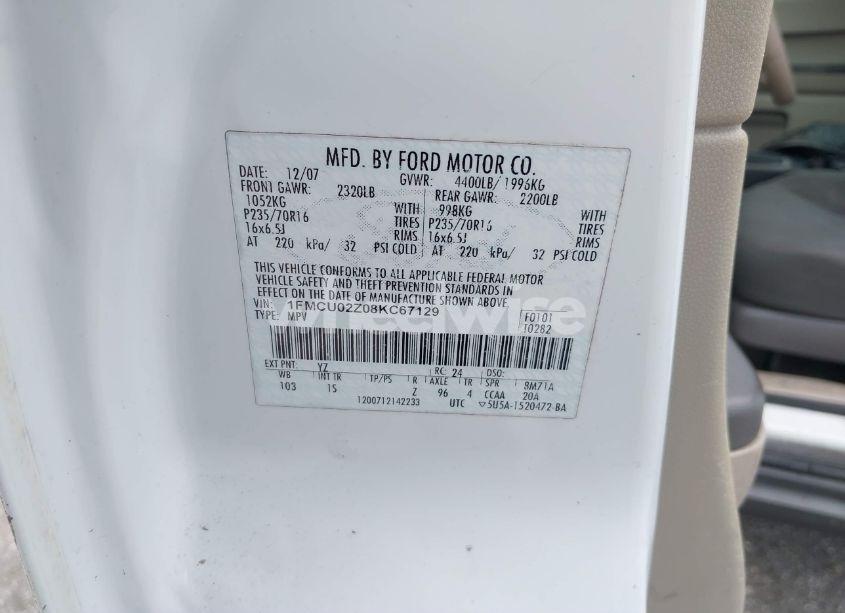 MFD. BY FORD MOTOR CO.
DATE: 12/07 GVWR: 4400LB/ 1996KG
FRONT GAWR: 2320LB REAR GAWR: 2200LB
1052KG WITH 998KG WITH
P235/70R16 TIRES P235/70R16 TIRES
16x6.5J RIMS 16x6.5J RIMS
AT 220 kPa/ 32 PSI COLD AT 220 kPa/ 32 PSI COLD
THIS VEHICLE CONFORMS TO ALL APPLICABLE FEDERAL MOTOR
VEHICLE SAFETY AND THEFT PREVENTION STANDARDS IN
EFFECT ON THE DATE OF MANUFACTURE SHOWN ABOVE.
VIN: 1FMCU02Z08KC67129 F0101
TYPE: MPV T0282
EXT PNT: YZ RC: 24 DSO:
WB INT TR TP/PS R AXLE TR SPR 8M71A
103 15 Z 96 4 CCAA 20A
1200712142233 UTC ▽5U5A-1520472-BA
wheelwise